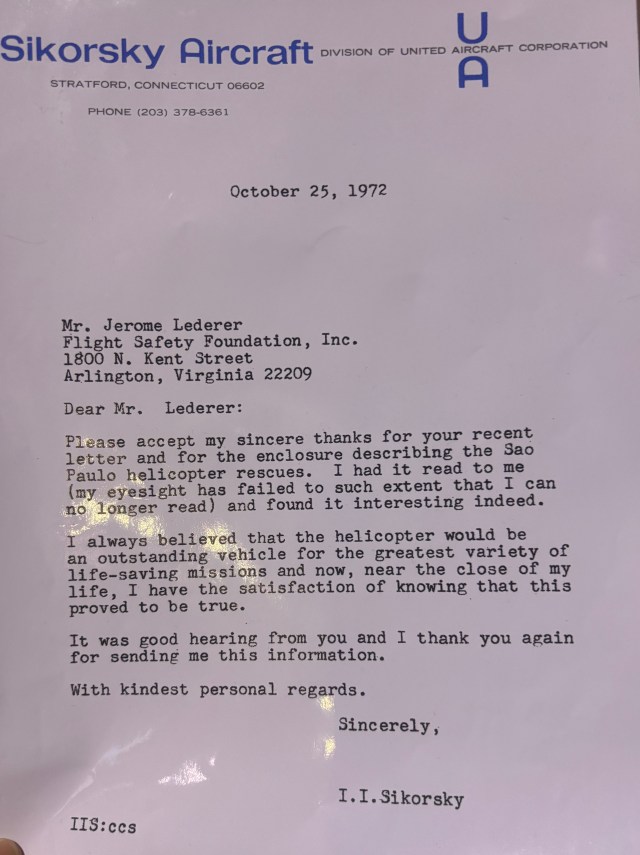 Sikorsky Aircraft DIVISION OF UNITED AIRCRAFT CORPORATION
U
A
STRATFORD, CONNECTICUT 06602
PHONE (203) 378-6361
October 25, 1972
Mr. Jerome Lederer
Flight Safety Foundation, Inc.
1800 N. Kent Street
Arlington, Virginia 22209
Dear Mr.  Lederer:
Please accept my sincere thanks for your recent
letter and for the enclosure describing the Sao
Paulo helicopter rescues.  I had it read to me
(my eyesight has failed to such extent that I can
no longer read) and found it interesting indeed.
I always believed that the helicopter would be
an outstanding vehicle for the greatest variety of
life-saving missions and now, near the close of my
life, I have the satisfaction of knowing that this
proved to be true.
It was good hearing from you and I thank you again
for sending me this information.
With kindest personal regards.
Sincerely,
I.I.Sikorsky
IIS:ccs